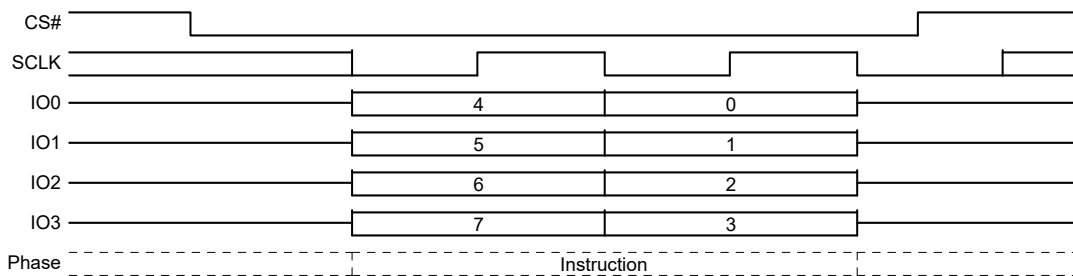 CS#
SCLK
IO0 4 0
IO1 5 1
IO2 6 2
IO3 7 3
Phase Instruction